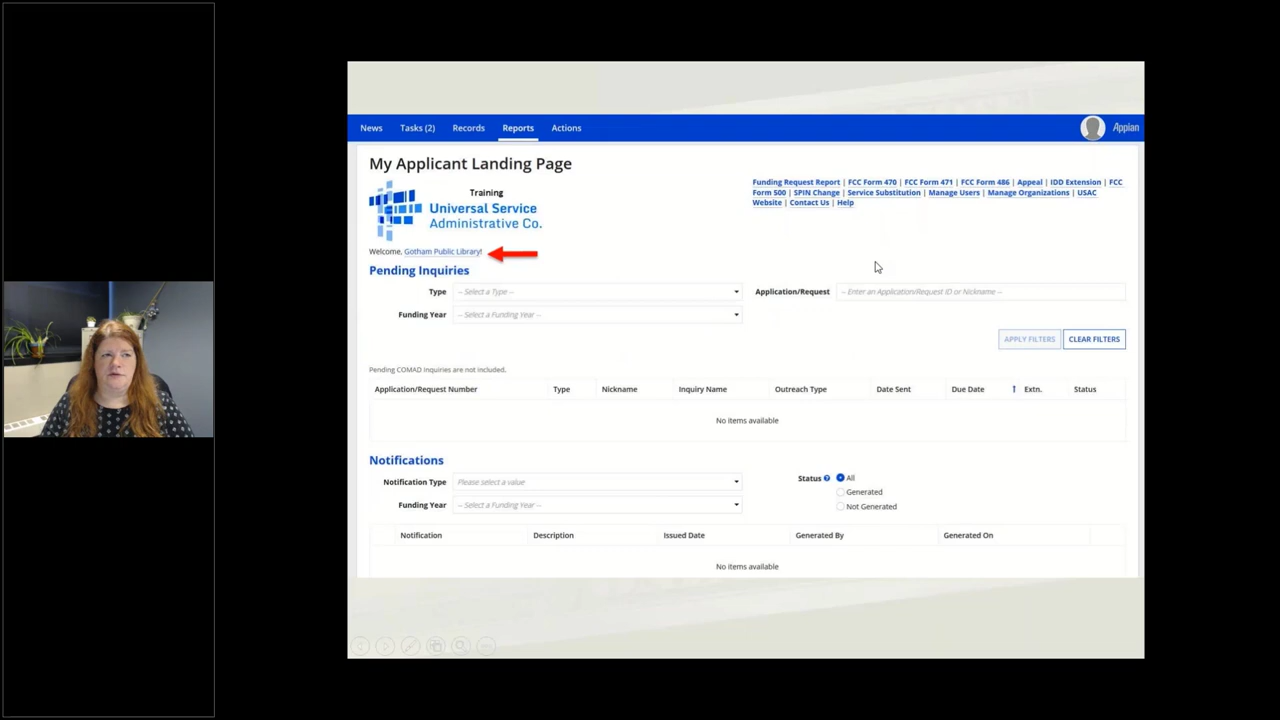 News Tasks (2) Records Reports Actions Appian
My Applicant Landing Page
Training
Universal Service
Administrative Co.
Funding Request Report | FCC Form 470 | FCC Form 471 | FCC Form 486 | Appeal | IDD Extension | FCC
Form 500 | SPIN Change | Service Substitution | Manage Users | Manage Organizations | USAC
Website | Contact Us | Help
Welcome, Gotham Public Library!
Pending Inquiries
Type -- Select a Type -- Application/Request -- Enter an Application/Request ID or Nickname --
Funding Year -- Select a Funding Year --
APPLY FILTERS CLEAR FILTERS
Pending COMAD Inquiries are not included.
Application/Request Number Type Nickname Inquiry Name Outreach Type Date Sent Due Date Extn. Status
No items available
Notifications
Notification Type Please select a value Status All
Generated
Funding Year -- Select a Funding Year -- Not Generated
Notification Description Issued Date Generated By Generated On
No items available